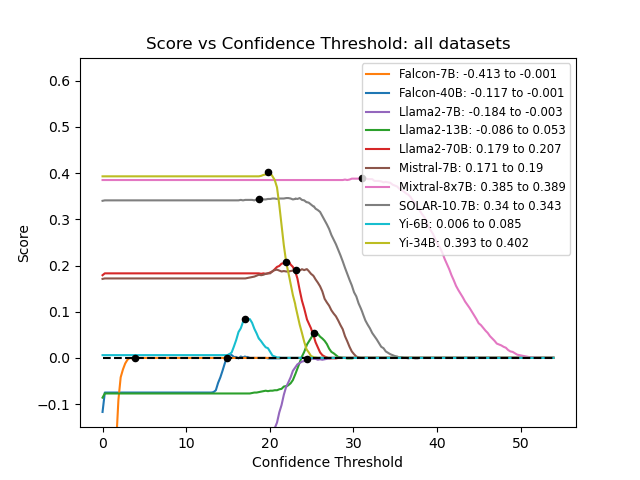 Score vs Confidence Threshold: all datasets
Falcon-7B: -0.413 to -0.001
Falcon-40B: -0.117 to -0.001
Llama2-7B: -0.184 to -0.003
Llama2-13B: -0.086 to 0.053
Llama2-70B: 0.179 to 0.207
Mistral-7B: 0.171 to 0.19
Mixtral-8x7B: 0.385 to 0.389
SOLAR-10.7B: 0.34 to 0.343
Yi-6B: 0.006 to 0.085
Yi-34B: 0.393 to 0.402
Score
0.6
0.5
0.4
0.3
0.2
0.1
0.0
−0.1
0 10 20 30 40 50
Confidence Threshold